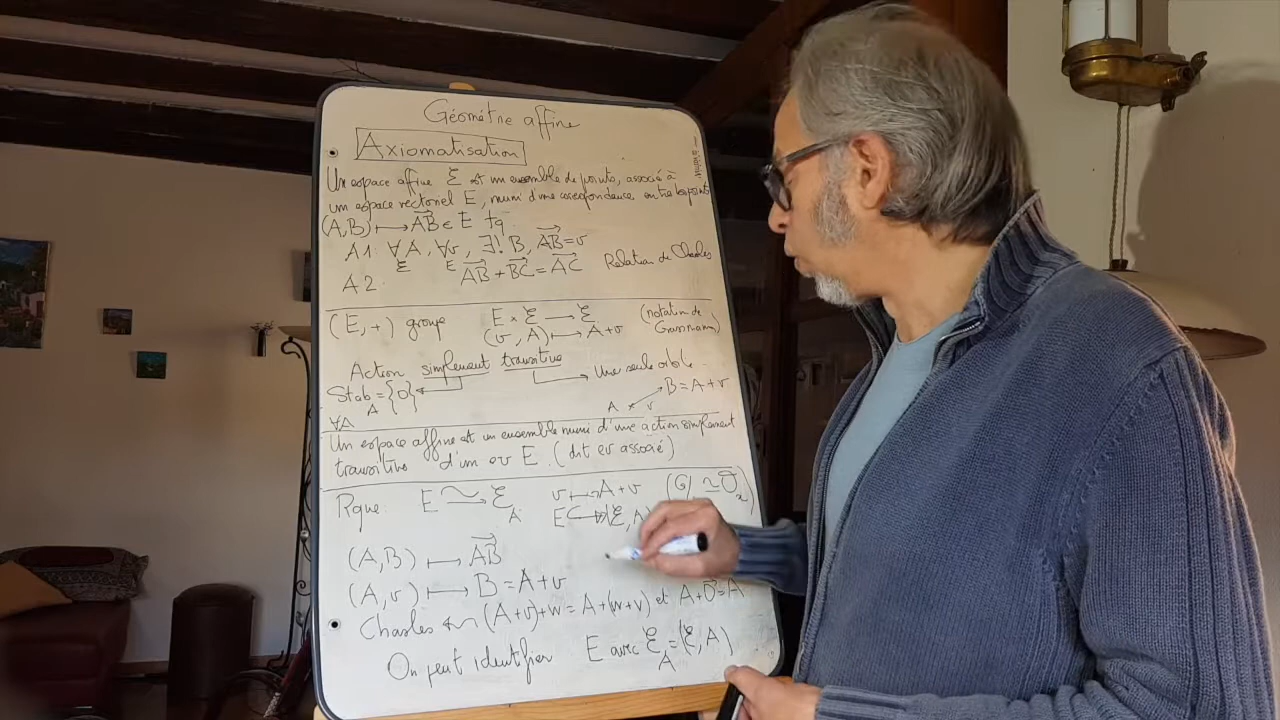 Géométrie affine
Axiomatisation
Un espace affine ℰ est un ensemble de points, associé à
un espace vectoriel E, muni d'une correspondance entre les points
(A,B) ⟼ AB⃗ ∈ E tq
A1. ∀A, ∀v, ∃! B, AB⃗ = v
ℰ E
A2. AB⃗ + BC⃗ = AC⃗ Relation de Chasles
(E,+) groupe E × ℰ ⟶ ℰ (notation de
(v, A) ⟼ A+v Grassmann)
Action simplement transitive
Stab = {0} Une seule orbite
A
∀A A v B = A + v
Un espace affine est un ensemble muni d'une action simplement
transitive d'un ev E. (dit ev associé)
Rque: E ⥲ ℰ v ⟼ A+v (G/ ≃ O
A x x)
E ↪ (ℰ, A)
(A,B) ⟼ AB⃗
(A, v) ⟼ B = A + v
Chasles ⟿ (A+v)+w = A+(w+v) et A+0⃗=A
On peut identifier E avec ℰ = (ℰ, A)
A